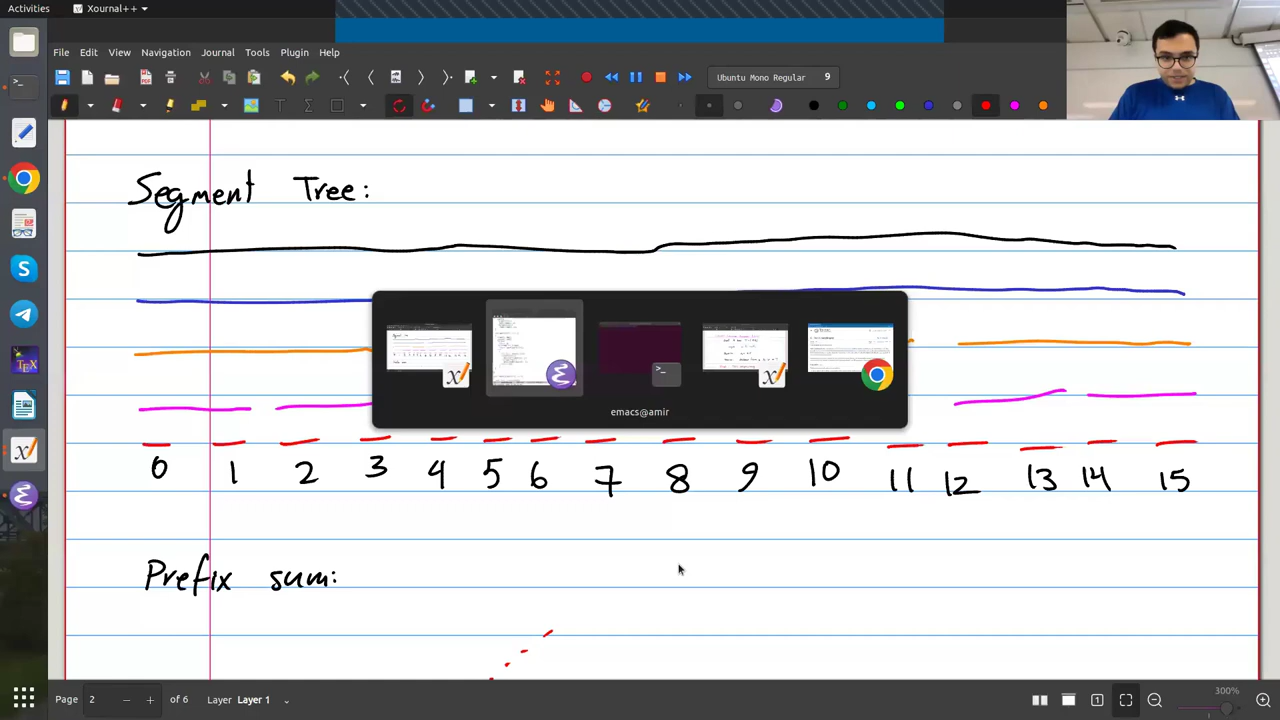 Activities Xournal++
File Edit View Navigation Journal Tools Plugin Help
Ubuntu Mono Regular 9
Segment Tree:
emacs@amir
0 1 2 3 4 5 6 7 8 9 10 11 12 13 14 15
Prefix sum:
Page 2 of 6 Layer Layer 1 300%